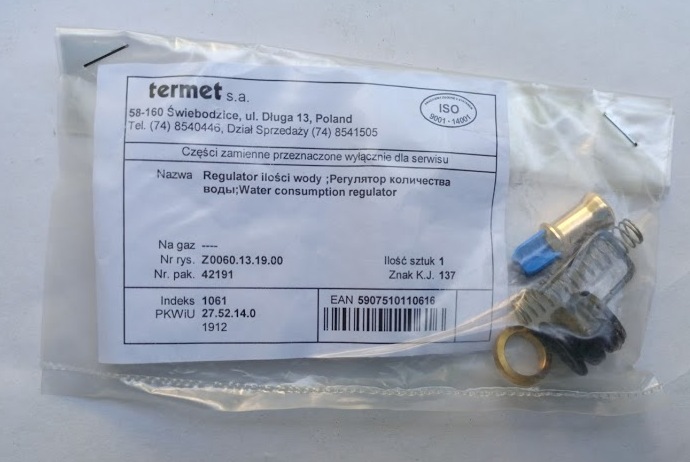 termet s.a.
58-160 Świebodzice, ul. Długa 13, Poland
Tel. (74) 8540446, Dział Sprzedaży (74) 8541505
ISO
9001 - 14001
Części zamienne przeznaczone wyłącznie dla serwisu
Nazwa Regulator ilości wody ;Регулятор количества
воды;Water consumption regulator
Na gaz ----
Nr rys. Z0060.13.19.00 Ilość sztuk 1
Nr. pak. 42191 Znak K.J. 137
Indeks 1061 EAN 5907510110616
PKWiU 27.52.14.0
1912